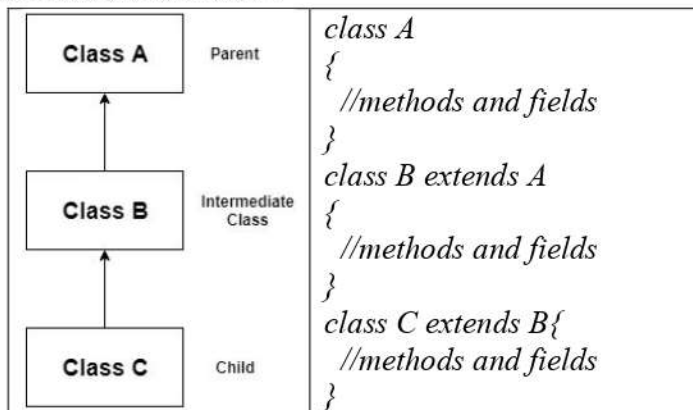 Class A
Parent
Class B
Intermediate
Class
Class C
Child
class A
{
//methods and fields
}
class B extends A
{
//methods and fields
}
class C extends B{
//methods and fields
}